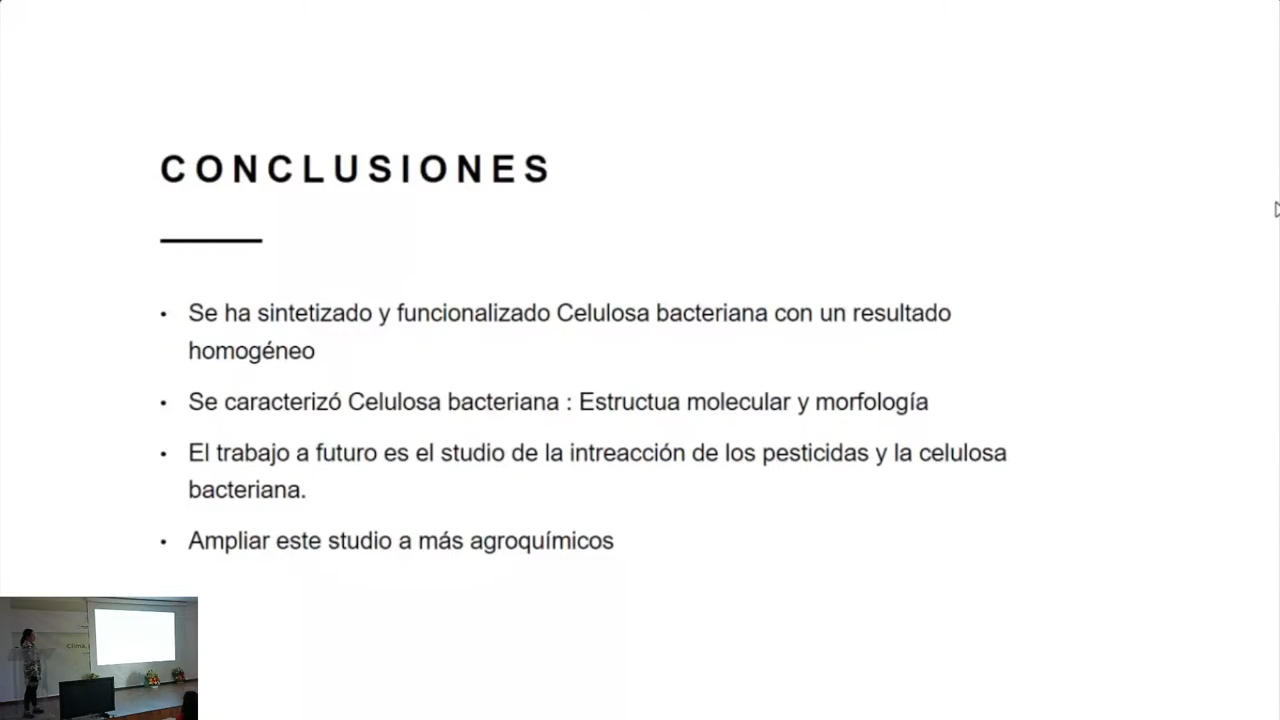 CONCLUSIONES
• Se ha sintetizado y funcionalizado Celulosa bacteriana con un resultado
homogéneo
• Se caracterizó Celulosa bacteriana : Estructua molecular y morfología
• El trabajo a futuro es el studio de la intreacción de los pesticidas y la celulosa
bacteriana.
• Ampliar este studio a más agroquímicos
Clima,